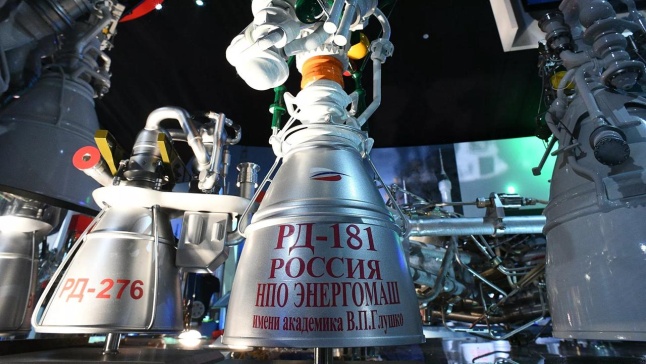 РД-276
РД-181
РОССИЯ
НПО ЭНЕРГОМАШ
имени академика В.П.Глушко